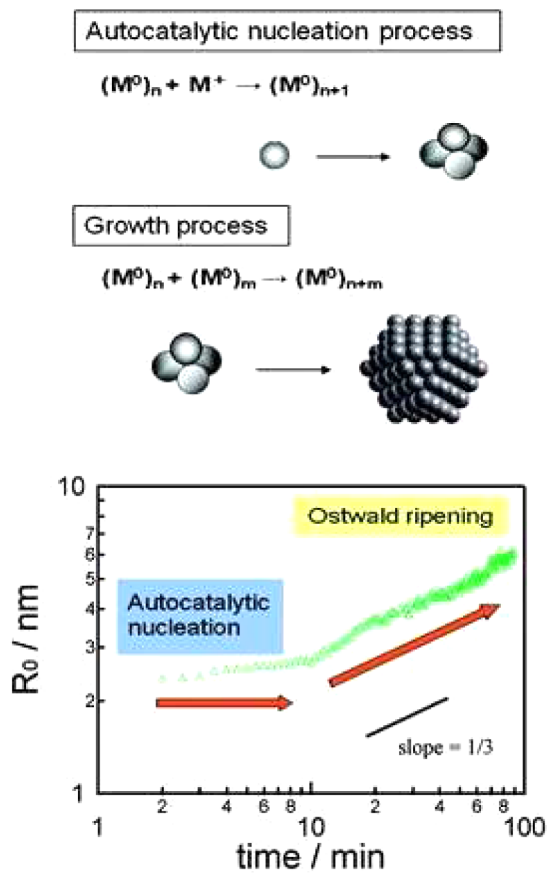 Autocatalytic nucleation process
(M⁰)ₙ + M⁺ → (M⁰)ₙ₊₁
Growth process
(M⁰)ₙ + (M⁰)ₘ → (M⁰)ₙ₊ₘ
10
7
6
5
4
3
2
1
R₀ / nm
Ostwald ripening
Autocatalytic
nucleation
slope = 1/3
2 4 6 8 2 4 6 8
1 10 100
time / min